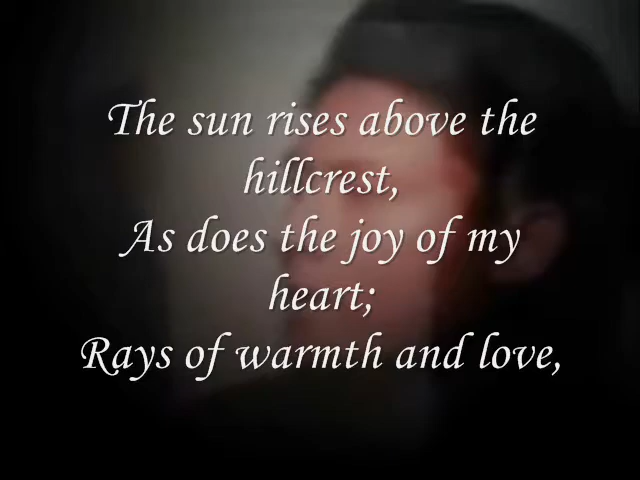 The sun rises above the
hillcrest,
As does the joy of my
heart;
Rays of warmth and love,